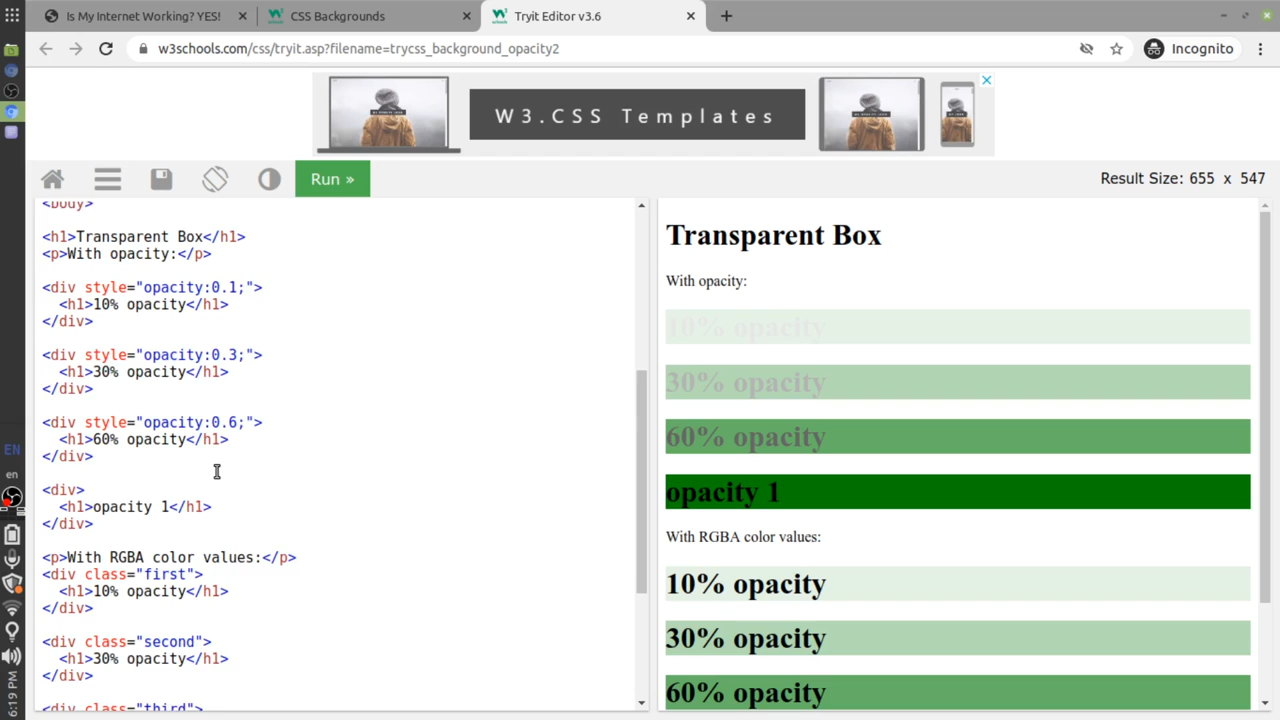 Is My Internet Working? YES!
CSS Backgrounds
Tryit Editor v3.6
w3schools.com/css/tryit.asp?filename=trycss_background_opacity2
Incognito
W3.CSS Templates
Run »
Result Size: 655 x 547
<body>
<h1>Transparent Box</h1>
<p>With opacity:</p>
<div style="opacity:0.1;">
<h1>10% opacity</h1>
</div>
<div style="opacity:0.3;">
<h1>30% opacity</h1>
</div>
<div style="opacity:0.6;">
<h1>60% opacity</h1>
</div>
<div>
<h1>opacity 1</h1>
</div>
<p>With RGBA color values:</p>
<div class="first">
<h1>10% opacity</h1>
</div>
<div class="second">
<h1>30% opacity</h1>
</div>
<div class="third">
Transparent Box
With opacity:
10% opacity
30% opacity
60% opacity
opacity 1
With RGBA color values:
10% opacity
30% opacity
60% opacity
EN
en
6:19 PM